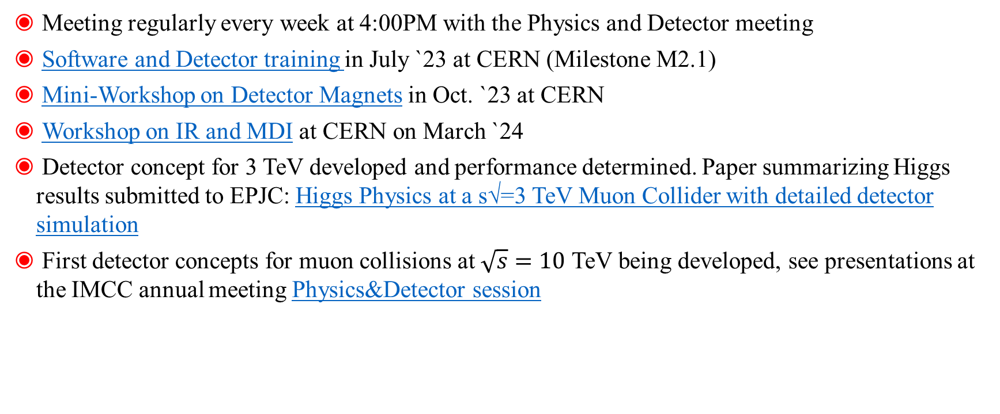 Meeting regularly every week at 4:00PM with the Physics and Detector meeting
Software and Detector training in July `23 at CERN (Milestone M2.1)
Mini-Workshop on Detector Magnets in Oct. `23 at CERN
Workshop on IR and MDI at CERN on March `24
Detector concept for 3 TeV developed and performance determined. Paper summarizing Higgs
results submitted to EPJC: Higgs Physics at a s√=3 TeV Muon Collider with detailed detector
simulation
First detector concepts for muon collisions at √s = 10 TeV being developed, see presentations at
the IMCC annual meeting Physics&Detector session